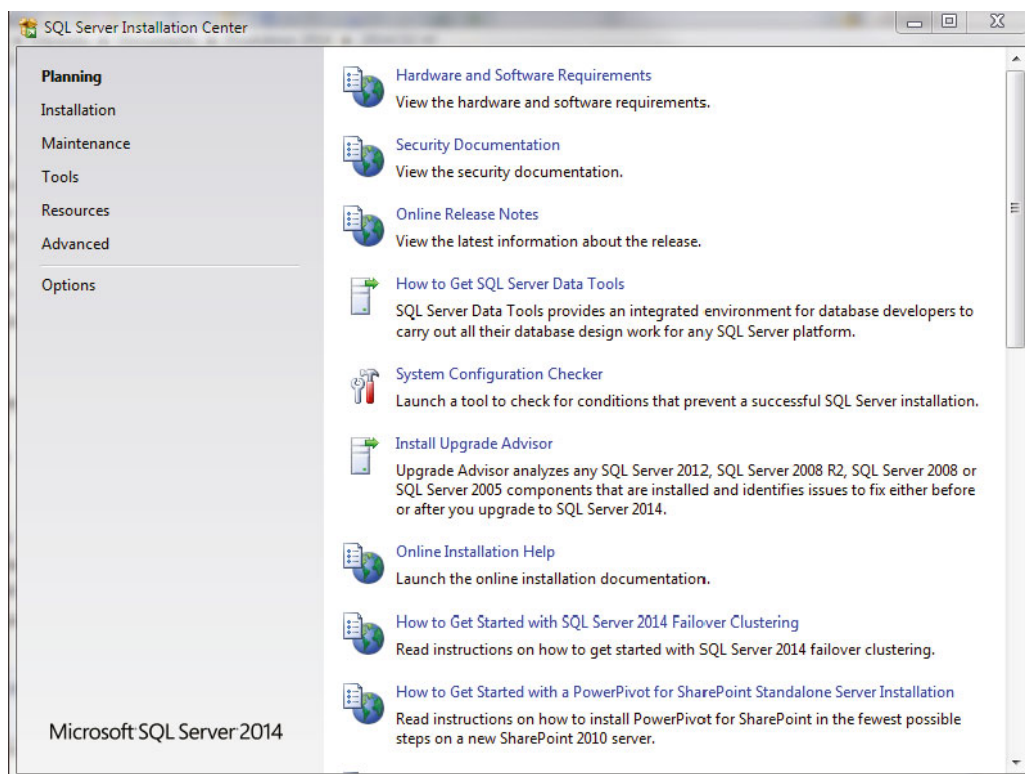 SQL Server Installation Center
Planning
Installation
Maintenance
Tools
Resources
Advanced
Options
Microsoft SQL Server 2014
Hardware and Software Requirements
View the hardware and software requirements.
Security Documentation
View the security documentation.
Online Release Notes
View the latest information about the release.
How to Get SQL Server Data Tools
SQL Server Data Tools provides an integrated environment for database developers to
carry out all their database design work for any SQL Server platform.
System Configuration Checker
Launch a tool to check for conditions that prevent a successful SQL Server installation.
Install Upgrade Advisor
Upgrade Advisor analyzes any SQL Server 2012, SQL Server 2008 R2, SQL Server 2008 or
SQL Server 2005 components that are installed and identifies issues to fix either before
or after you upgrade to SQL Server 2014.
Online Installation Help
Launch the online installation documentation.
How to Get Started with SQL Server 2014 Failover Clustering
Read instructions on how to get started with SQL Server 2014 failover clustering.
How to Get Started with a PowerPivot for SharePoint Standalone Server Installation
Read instructions on how to install PowerPivot for SharePoint in the fewest possible
steps on a new SharePoint 2010 server.